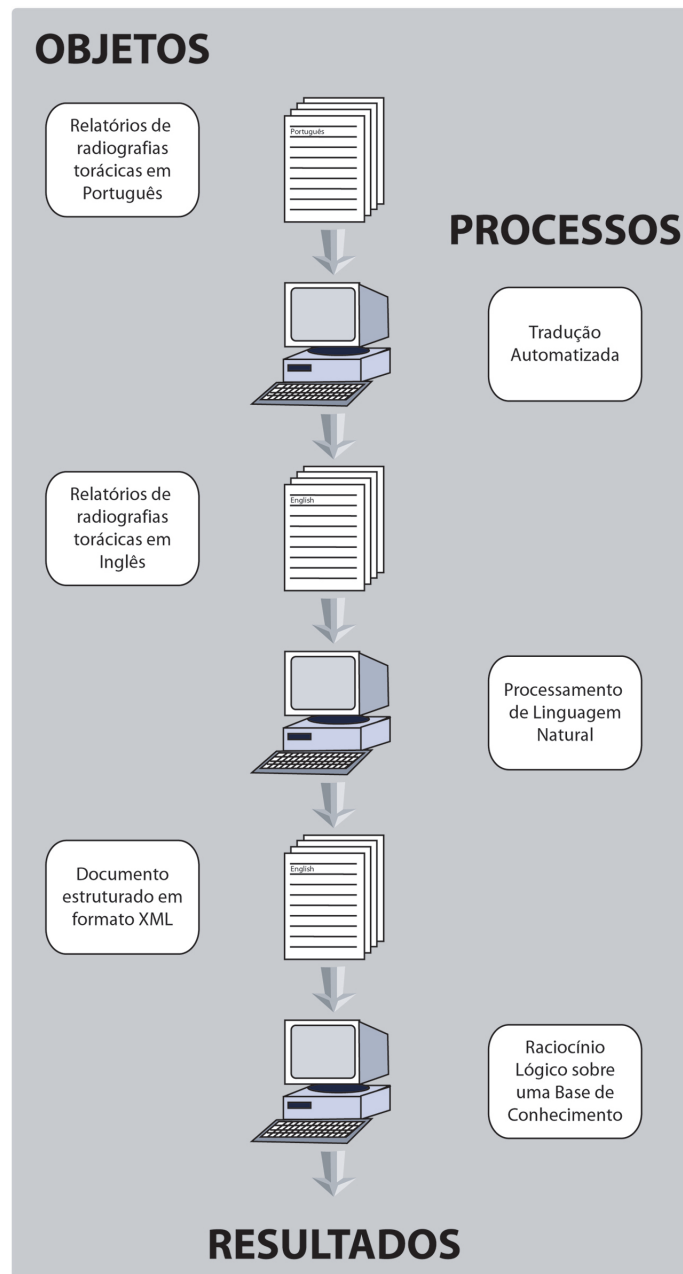 OBJETOS
Relatórios de
radiografias
torácicas em
Português
Português
PROCESSOS
Tradução
Automatizada
Relatórios de
radiografias
torácicas em
Inglês
English
Processamento
de Linguagem
Natural
Documento
estruturado em
formato XML
English
Raciocínio
Lógico sobre
uma Base de
Conhecimento
RESULTADOS